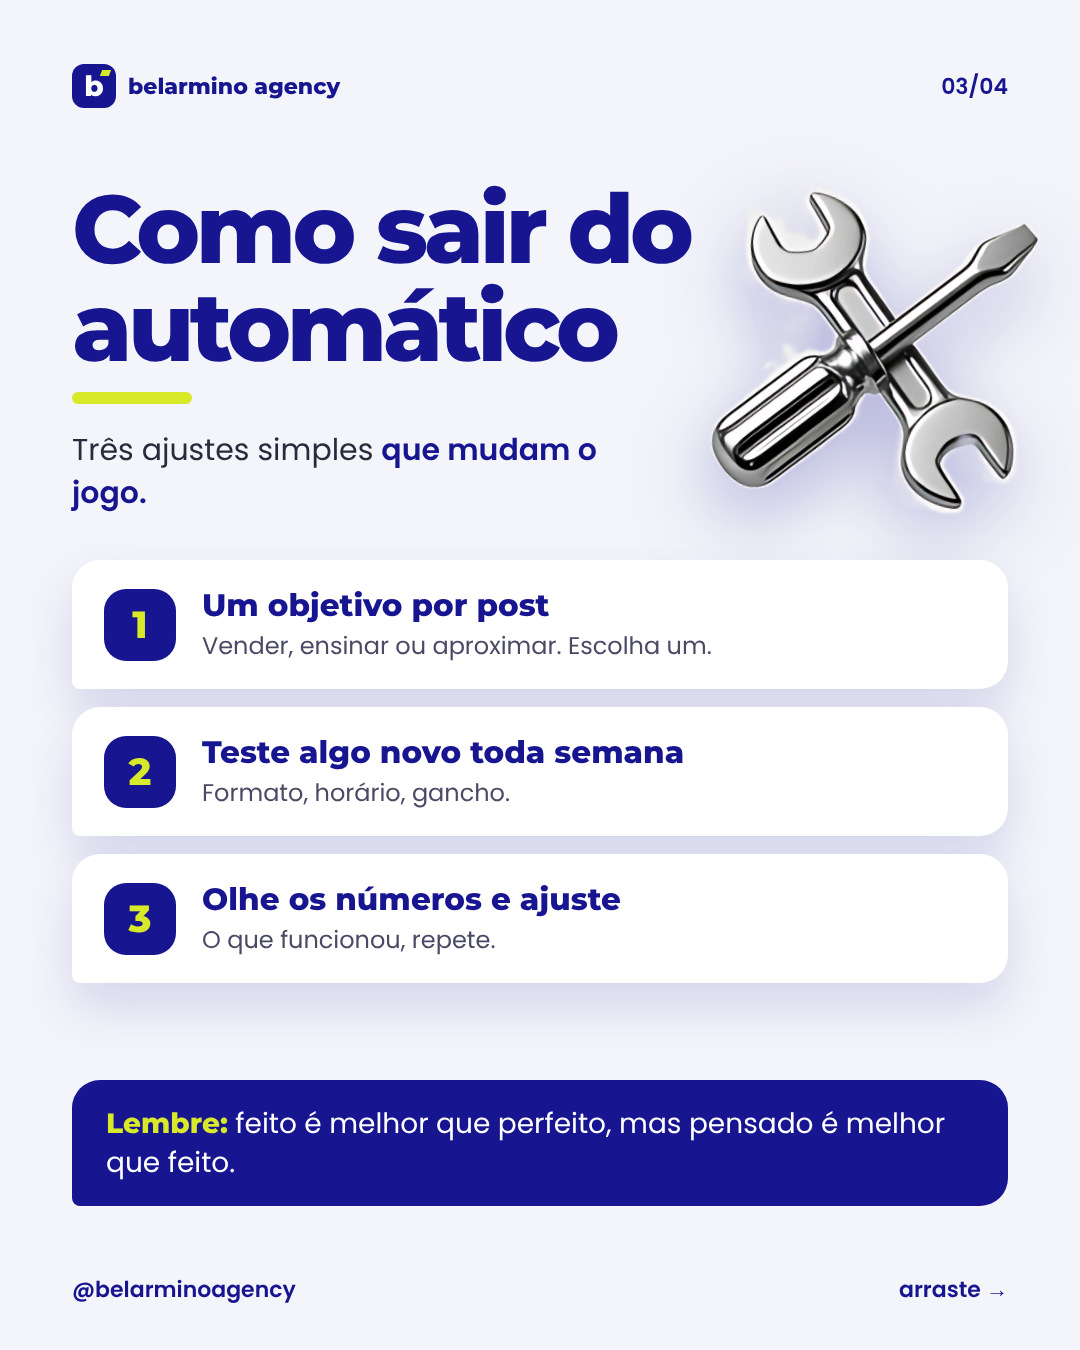 b belarmino agency
03/04
Como sair do
automático
Três ajustes simples que mudam o
jogo.
1
Um objetivo por post
Vender, ensinar ou aproximar. Escolha um.
2
Teste algo novo toda semana
Formato, horário, gancho.
3
Olhe os números e ajuste
O que funcionou, repete.
Lembre: feito é melhor que perfeito, mas pensado é melhor
que feito.
@belarminoagency
arraste →